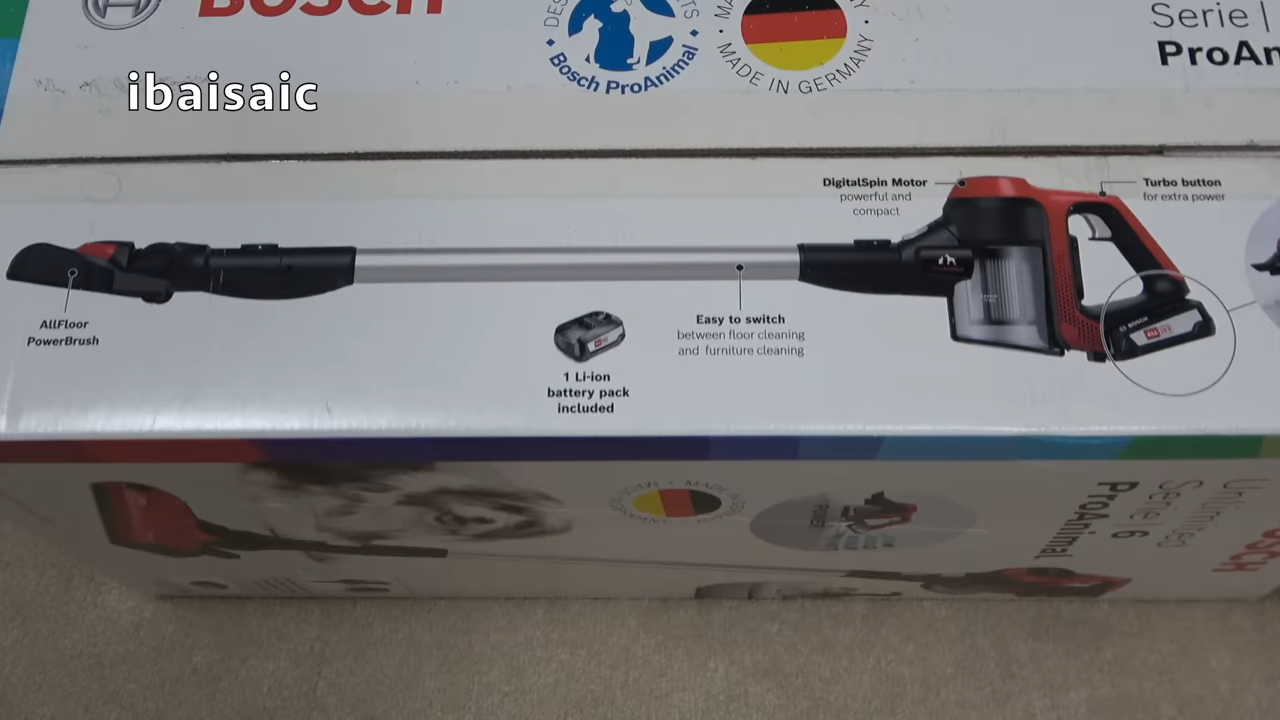 BOSCH
Bosch ProAnimal
MADE IN GERMANY
Serie |
ProAn
ibaisaic
DigitalSpin Motor
powerful and
compact
Turbo button
for extra power
AllFloor
PowerBrush
Easy to switch
between floor cleaning
and furniture cleaning
1 Li-ion
battery pack
included
BOSCH
Unlimited
Serie | 6
ProAnimal